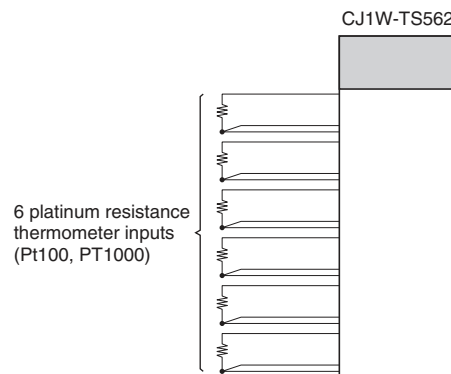 CJ1W-TS562
6 platinum resistance
thermometer inputs
(Pt100, PT1000)